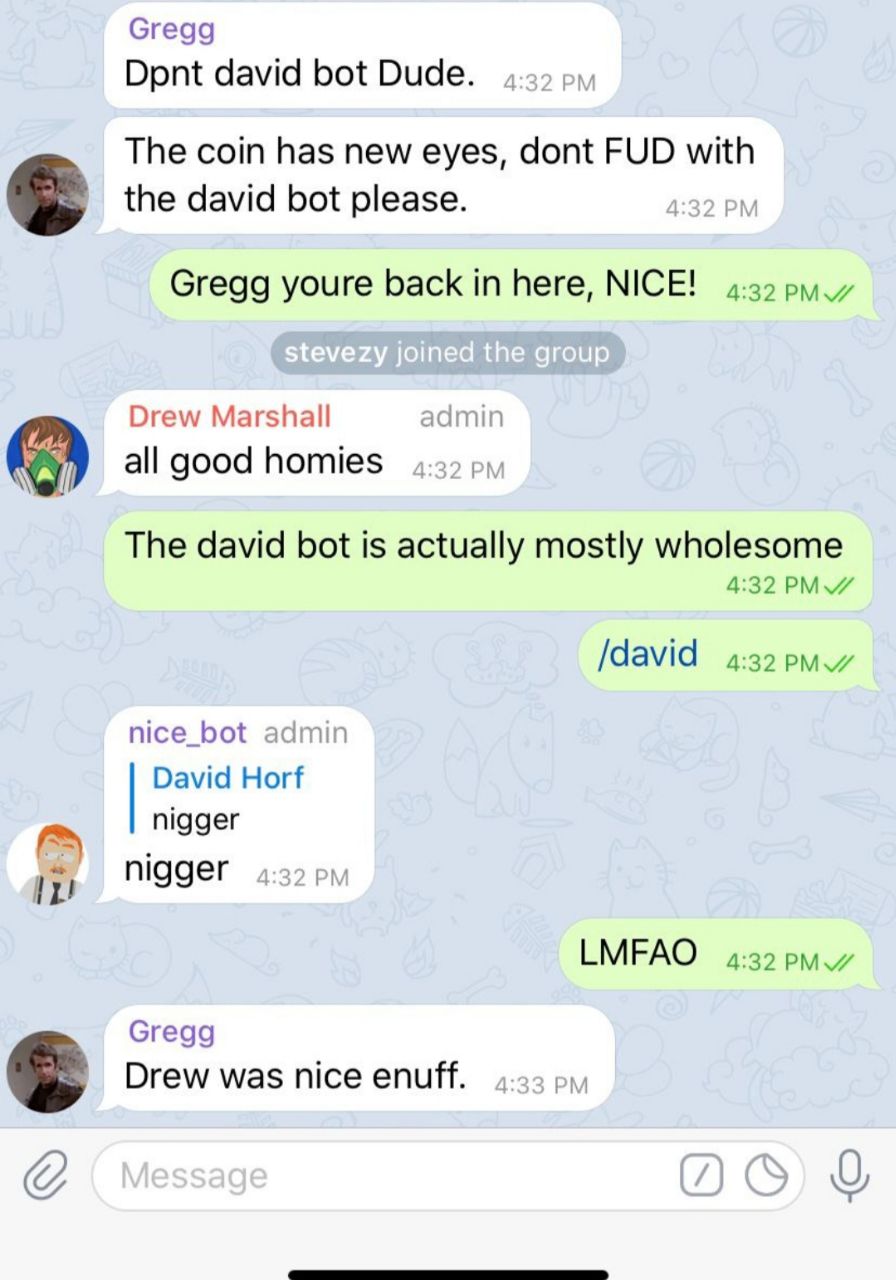 Gregg
Dpnt david bot Dude. 4:32 PM
The coin has new eyes, dont FUD with
the david bot please. 4:32 PM
Gregg youre back in here, NICE! 4:32 PM
stevezy joined the group
Drew Marshall admin
all good homies 4:32 PM
The david bot is actually mostly wholesome
4:32 PM
/david 4:32 PM
nice_bot admin
David Horf
nigger
nigger 4:32 PM
LMFAO 4:32 PM
Gregg
Drew was nice enuff. 4:33 PM
Message